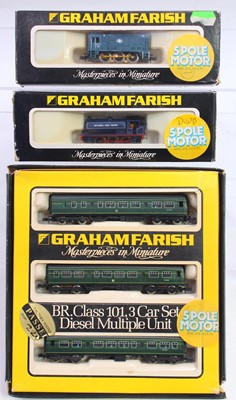 GRAHAM FARISH
Masterpieces in Miniature
5 POLE
MOTOR
GRAHAM FARISH
Masterpieces in Miniature
5 POLE
MOTOR
GRAHAM FARISH
Masterpieces in Miniature
BR. Class 101, 3 Car Set
Diesel Multiple Unit
5 POLE
MOTOR